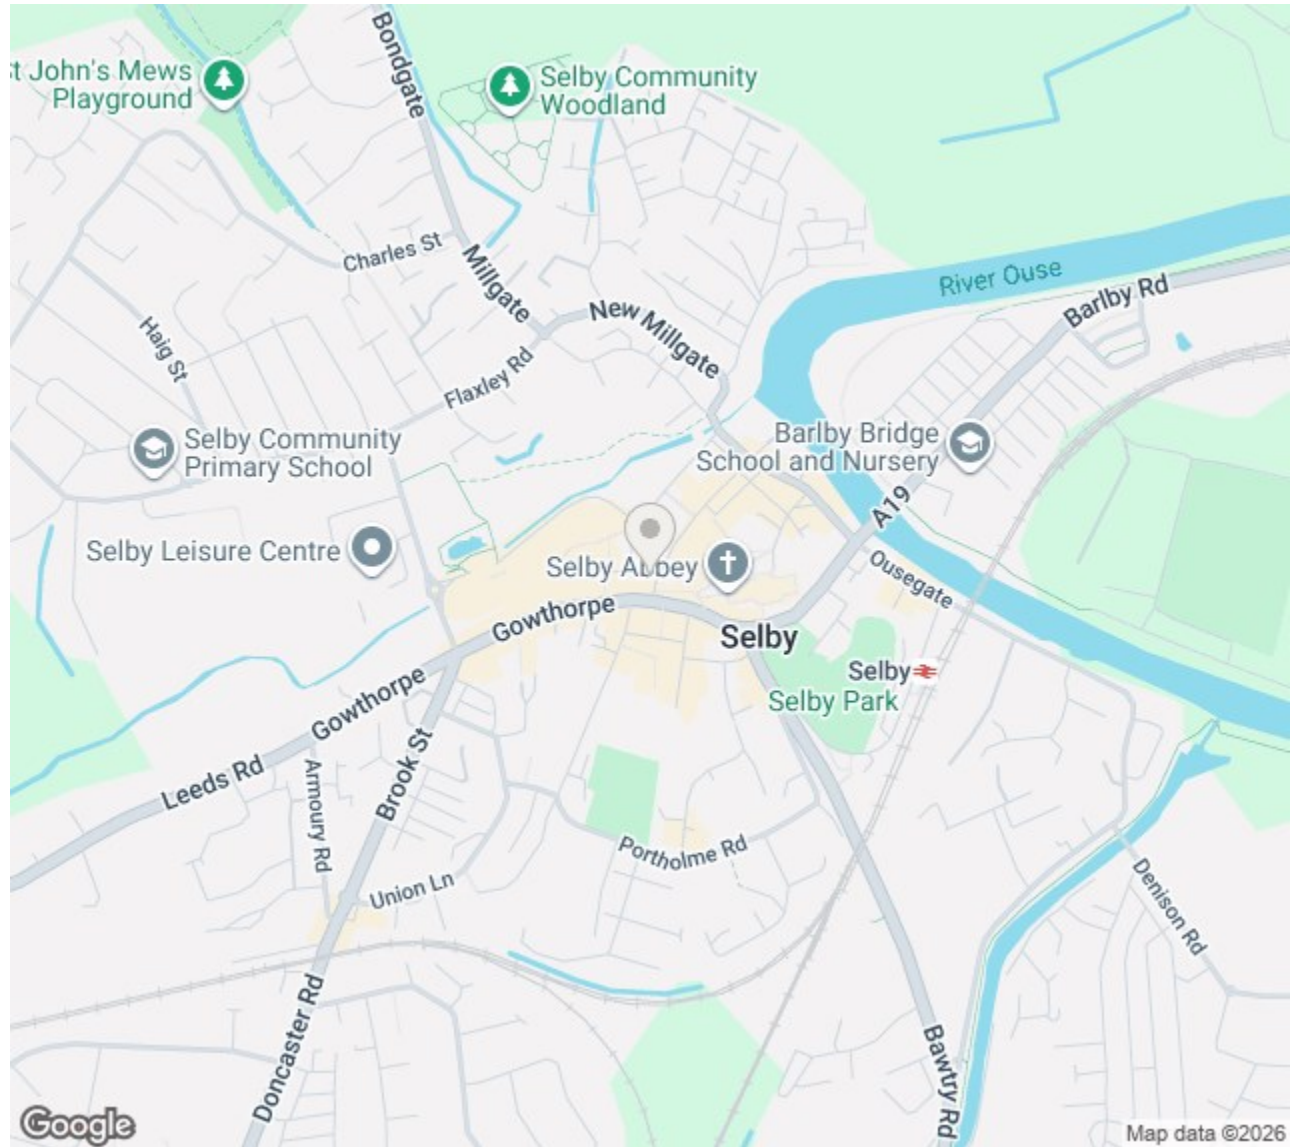 St John's Mews
Playground
Bondgate
Selby Community
Woodland
Charles St
Millgate
River Ouse
Barlby Rd
New Millgate
Haig St
Flaxley Rd
Selby Community
Primary School
Barlby Bridge
School and Nursery
A19
Selby Leisure Centre
Selby Abbey
Ousegate
Gowthorpe
Selby
Selby
Selby Park
Gowthorpe
Leeds Rd
Brook St
Armoury Rd
Portholme Rd
Union Ln
Denison Rd
Doncaster Rd
Bawtry Rd
Google
Map data ©2026